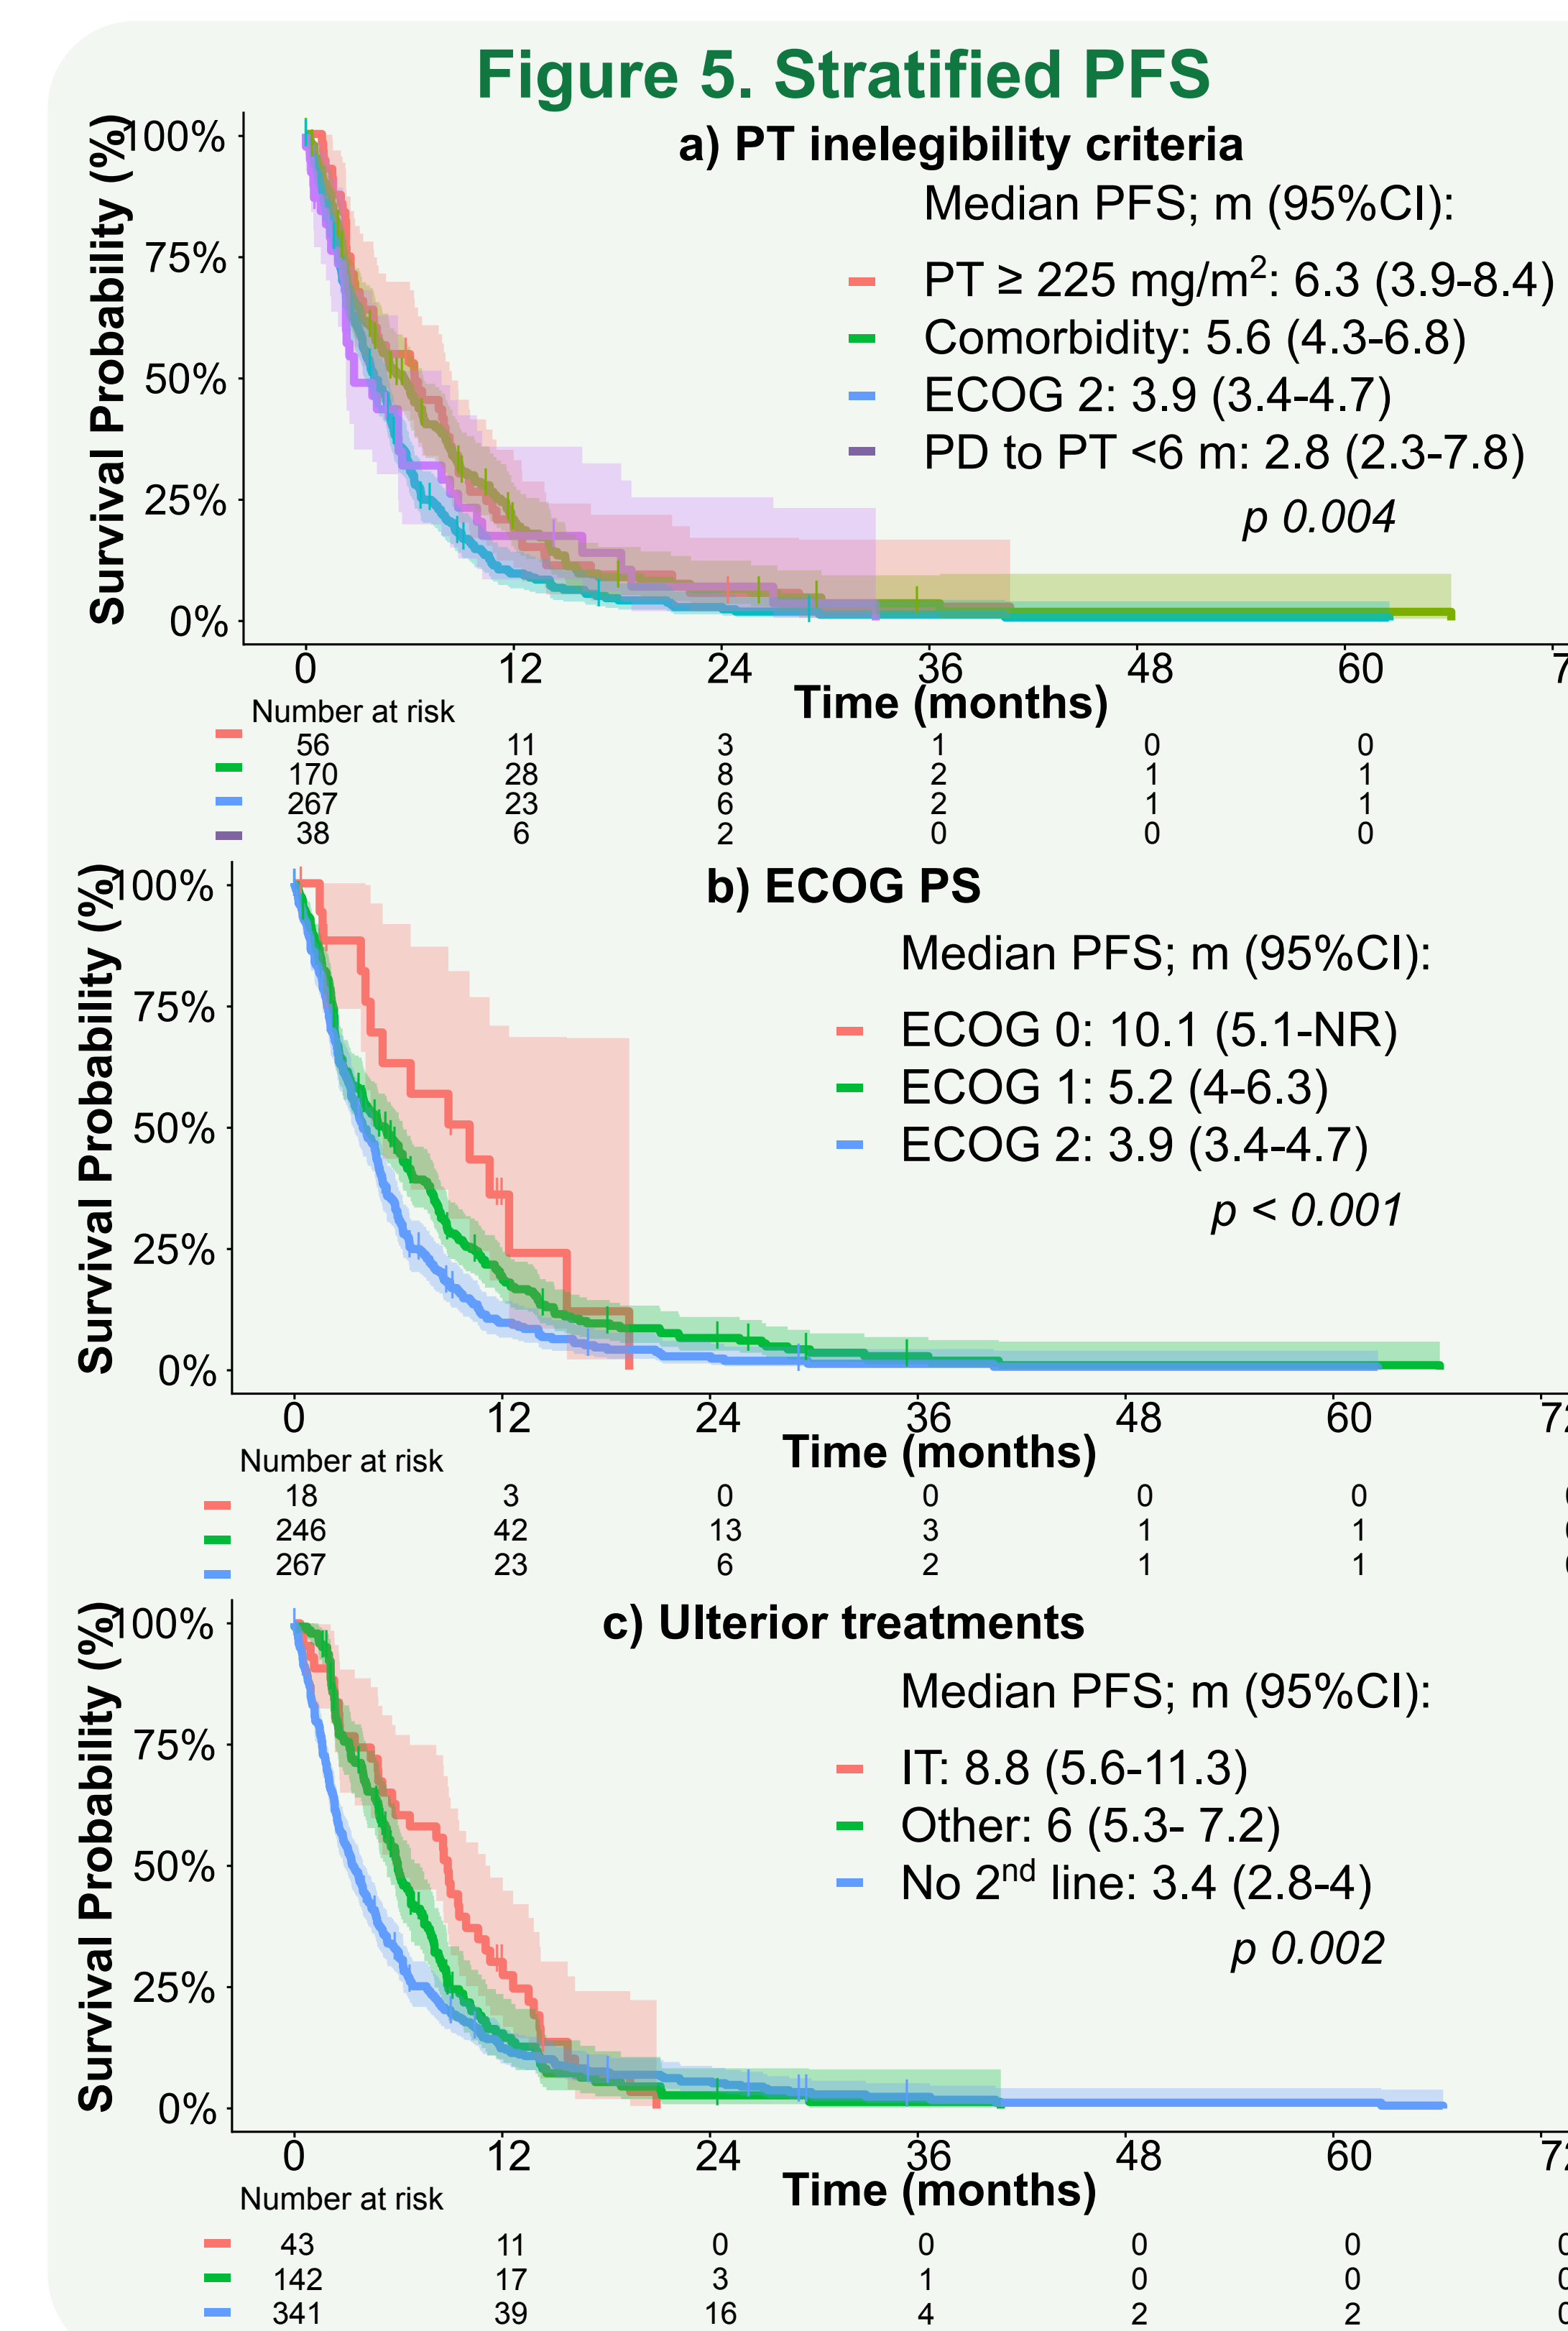 Figure 5. Stratified PFS
a) PT inelegibility criteria
Survival Probability (%)
100%
75%
50%
25%
0%
Median PFS; m (95%CI):
PT ≥ 225 mg/m²: 6.3 (3.9-8.4)
Comorbidity: 5.6 (4.3-6.8)
ECOG 2: 3.9 (3.4-4.7)
PD to PT <6 m: 2.8 (2.3-7.8)
p 0.004
0 12 24 36 48 60
Time (months)
Number at risk
56 11 3 1 0 0
170 28 8 2 1 1
267 23 6 2 1 1
38 6 2 0 0 0
b) ECOG PS
Survival Probability (%)
100%
75%
50%
25%
0%
Median PFS; m (95%CI):
ECOG 0: 10.1 (5.1-NR)
ECOG 1: 5.2 (4-6.3)
ECOG 2: 3.9 (3.4-4.7)
p < 0.001
0 12 24 36 48 60
Time (months)
Number at risk
18 3 0 0 0 0
246 42 13 3 1 1
267 23 6 2 1 1
c) Ulterior treatments
Survival Probability (%)
100%
75%
50%
25%
0%
Median PFS; m (95%CI):
IT: 8.8 (5.6-11.3)
Other: 6 (5.3- 7.2)
No 2nd line: 3.4 (2.8-4)
p 0.002
0 12 24 36 48 60
Time (months)
Number at risk
43 11 0 0 0 0
142 17 3 1 0 0
341 39 16 4 2 2